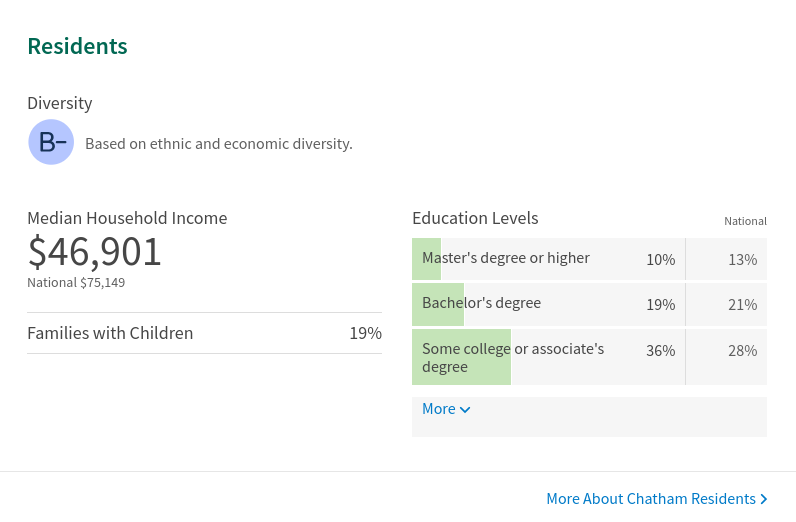 Residents
Diversity
B-
Based on ethnic and economic diversity.
Median Household Income
$46,901
National $75,149
Families with Children 19%
Education Levels National
Master's degree or higher 10% 13%
Bachelor's degree 19% 21%
Some college or associate's 36% 28%
degree
More
More About Chatham Residents